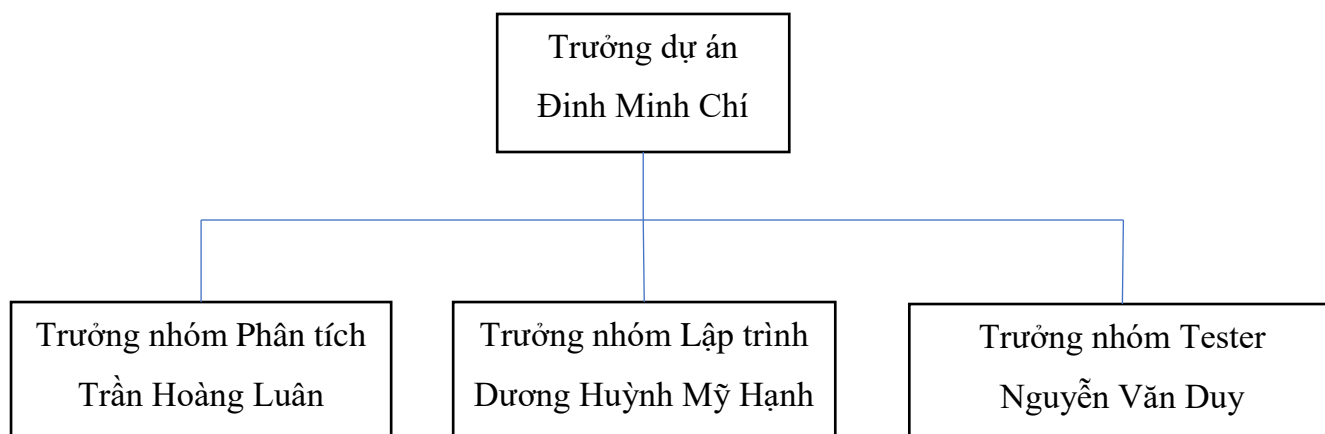 Trưởng dự án
Đinh Minh Chí
Trưởng nhóm Phân tích
Trần Hoàng Luân
Trưởng nhóm Lập trình
Dương Huỳnh Mỹ Hạnh
Trưởng nhóm Tester
Nguyễn Văn Duy